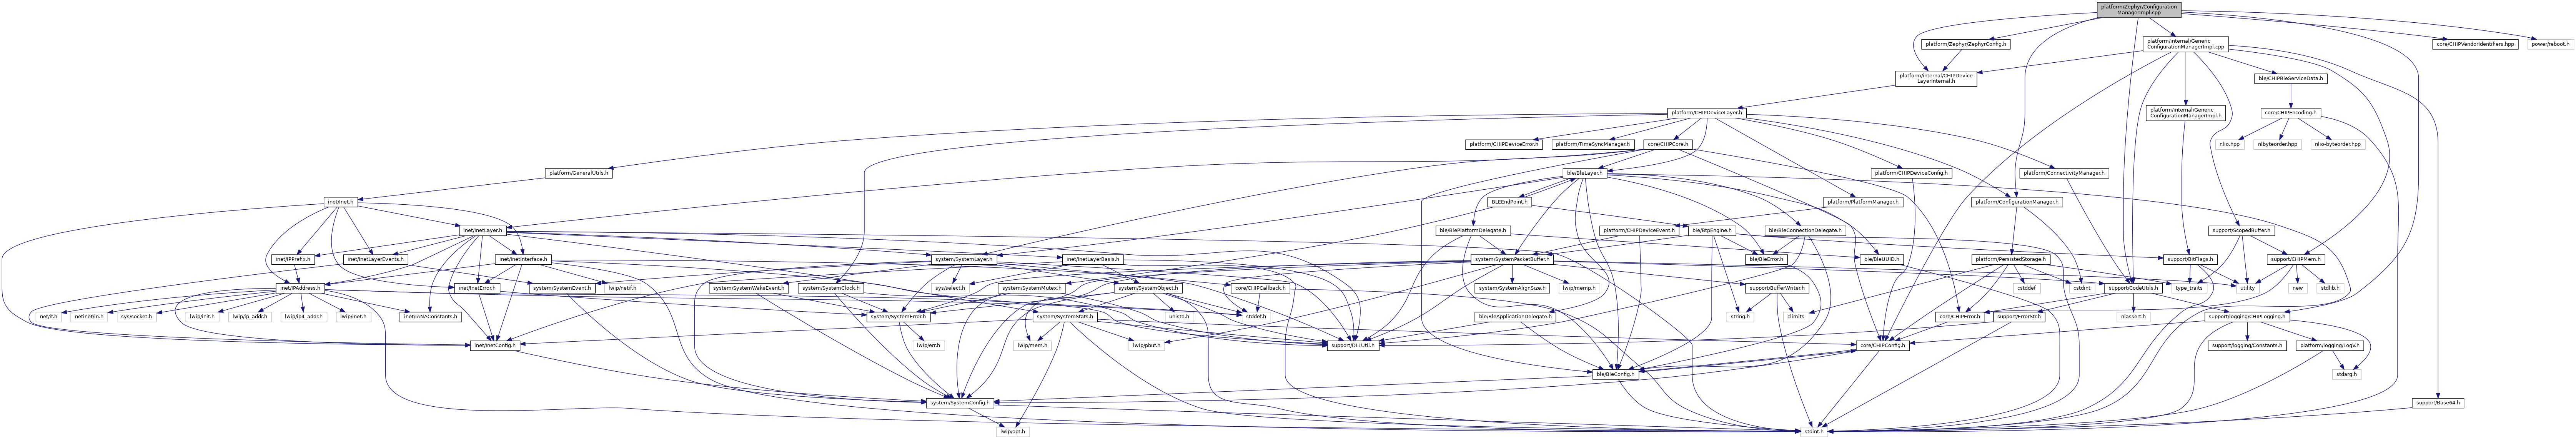 platform/Zephyr/Configuration
ManagerImpl.cpp
platform/Zephyr/ZephyrConfig.h
platform/internal/Generic
ConfigurationManagerImpl.cpp
core/CHIPVendorIdentifiers.hpp
power/reboot.h
platform/internal/CHIPDevice
LayerInternal.h
ble/CHIPBleServiceData.h
platform/CHIPDeviceLayer.h
platform/internal/Generic
ConfigurationManagerImpl.h
core/CHIPEncoding.h
platform/CHIPDeviceError.h
platform/TimeSyncManager.h
core/CHIPCore.h
nlio.hpp
nlbyteorder.hpp
nlio-byteorder.hpp
platform/GeneralUtils.h
ble/BleLayer.h
platform/CHIPDeviceConfig.h
platform/ConnectivityManager.h
inet/Inet.h
BLEEndPoint.h
platform/PlatformManager.h
platform/ConfigurationManager.h
inet/InetLayer.h
ble/BlePlatformDelegate.h
platform/CHIPDeviceEvent.h
ble/BtpEngine.h
ble/BleConnectionDelegate.h
support/ScopedBuffer.h
inet/IPPrefix.h
inet/InetLayerEvents.h
inet/InetInterface.h
system/SystemLayer.h
inet/InetLayerBasis.h
system/SystemPacketBuffer.h
ble/BleError.h
ble/BleUUID.h
platform/PersistedStorage.h
support/BitFlags.h
support/CHIPMem.h
inet/IPAddress.h
inet/InetError.h
system/SystemEvent.h
lwip/netif.h
system/SystemWakeEvent.h
system/SystemClock.h
sys/select.h
system/SystemMutex.h
system/SystemObject.h
core/CHIPCallback.h
system/SystemAlignSize.h
lwip/memp.h
support/BufferWriter.h
cstddef
cstdint
support/CodeUtils.h
type_traits
utility
new
stdlib.h
net/if.h
netinet/in.h
sys/socket.h
lwip/init.h
lwip/ip_addr.h
lwip/ip4_addr.h
lwip/inet.h
inet/IANAConstants.h
system/SystemError.h
system/SystemStats.h
unistd.h
stddef.h
ble/BleApplicationDelegate.h
string.h
climits
core/CHIPError.h
support/ErrorStr.h
nlassert.h
support/logging/CHIPLogging.h
inet/InetConfig.h
lwip/err.h
lwip/mem.h
lwip/pbuf.h
support/DLLUtil.h
core/CHIPConfig.h
support/logging/Constants.h
platform/logging/LogV.h
ble/BleConfig.h
stdarg.h
system/SystemConfig.h
support/Base64.h
lwip/opt.h
stdint.h